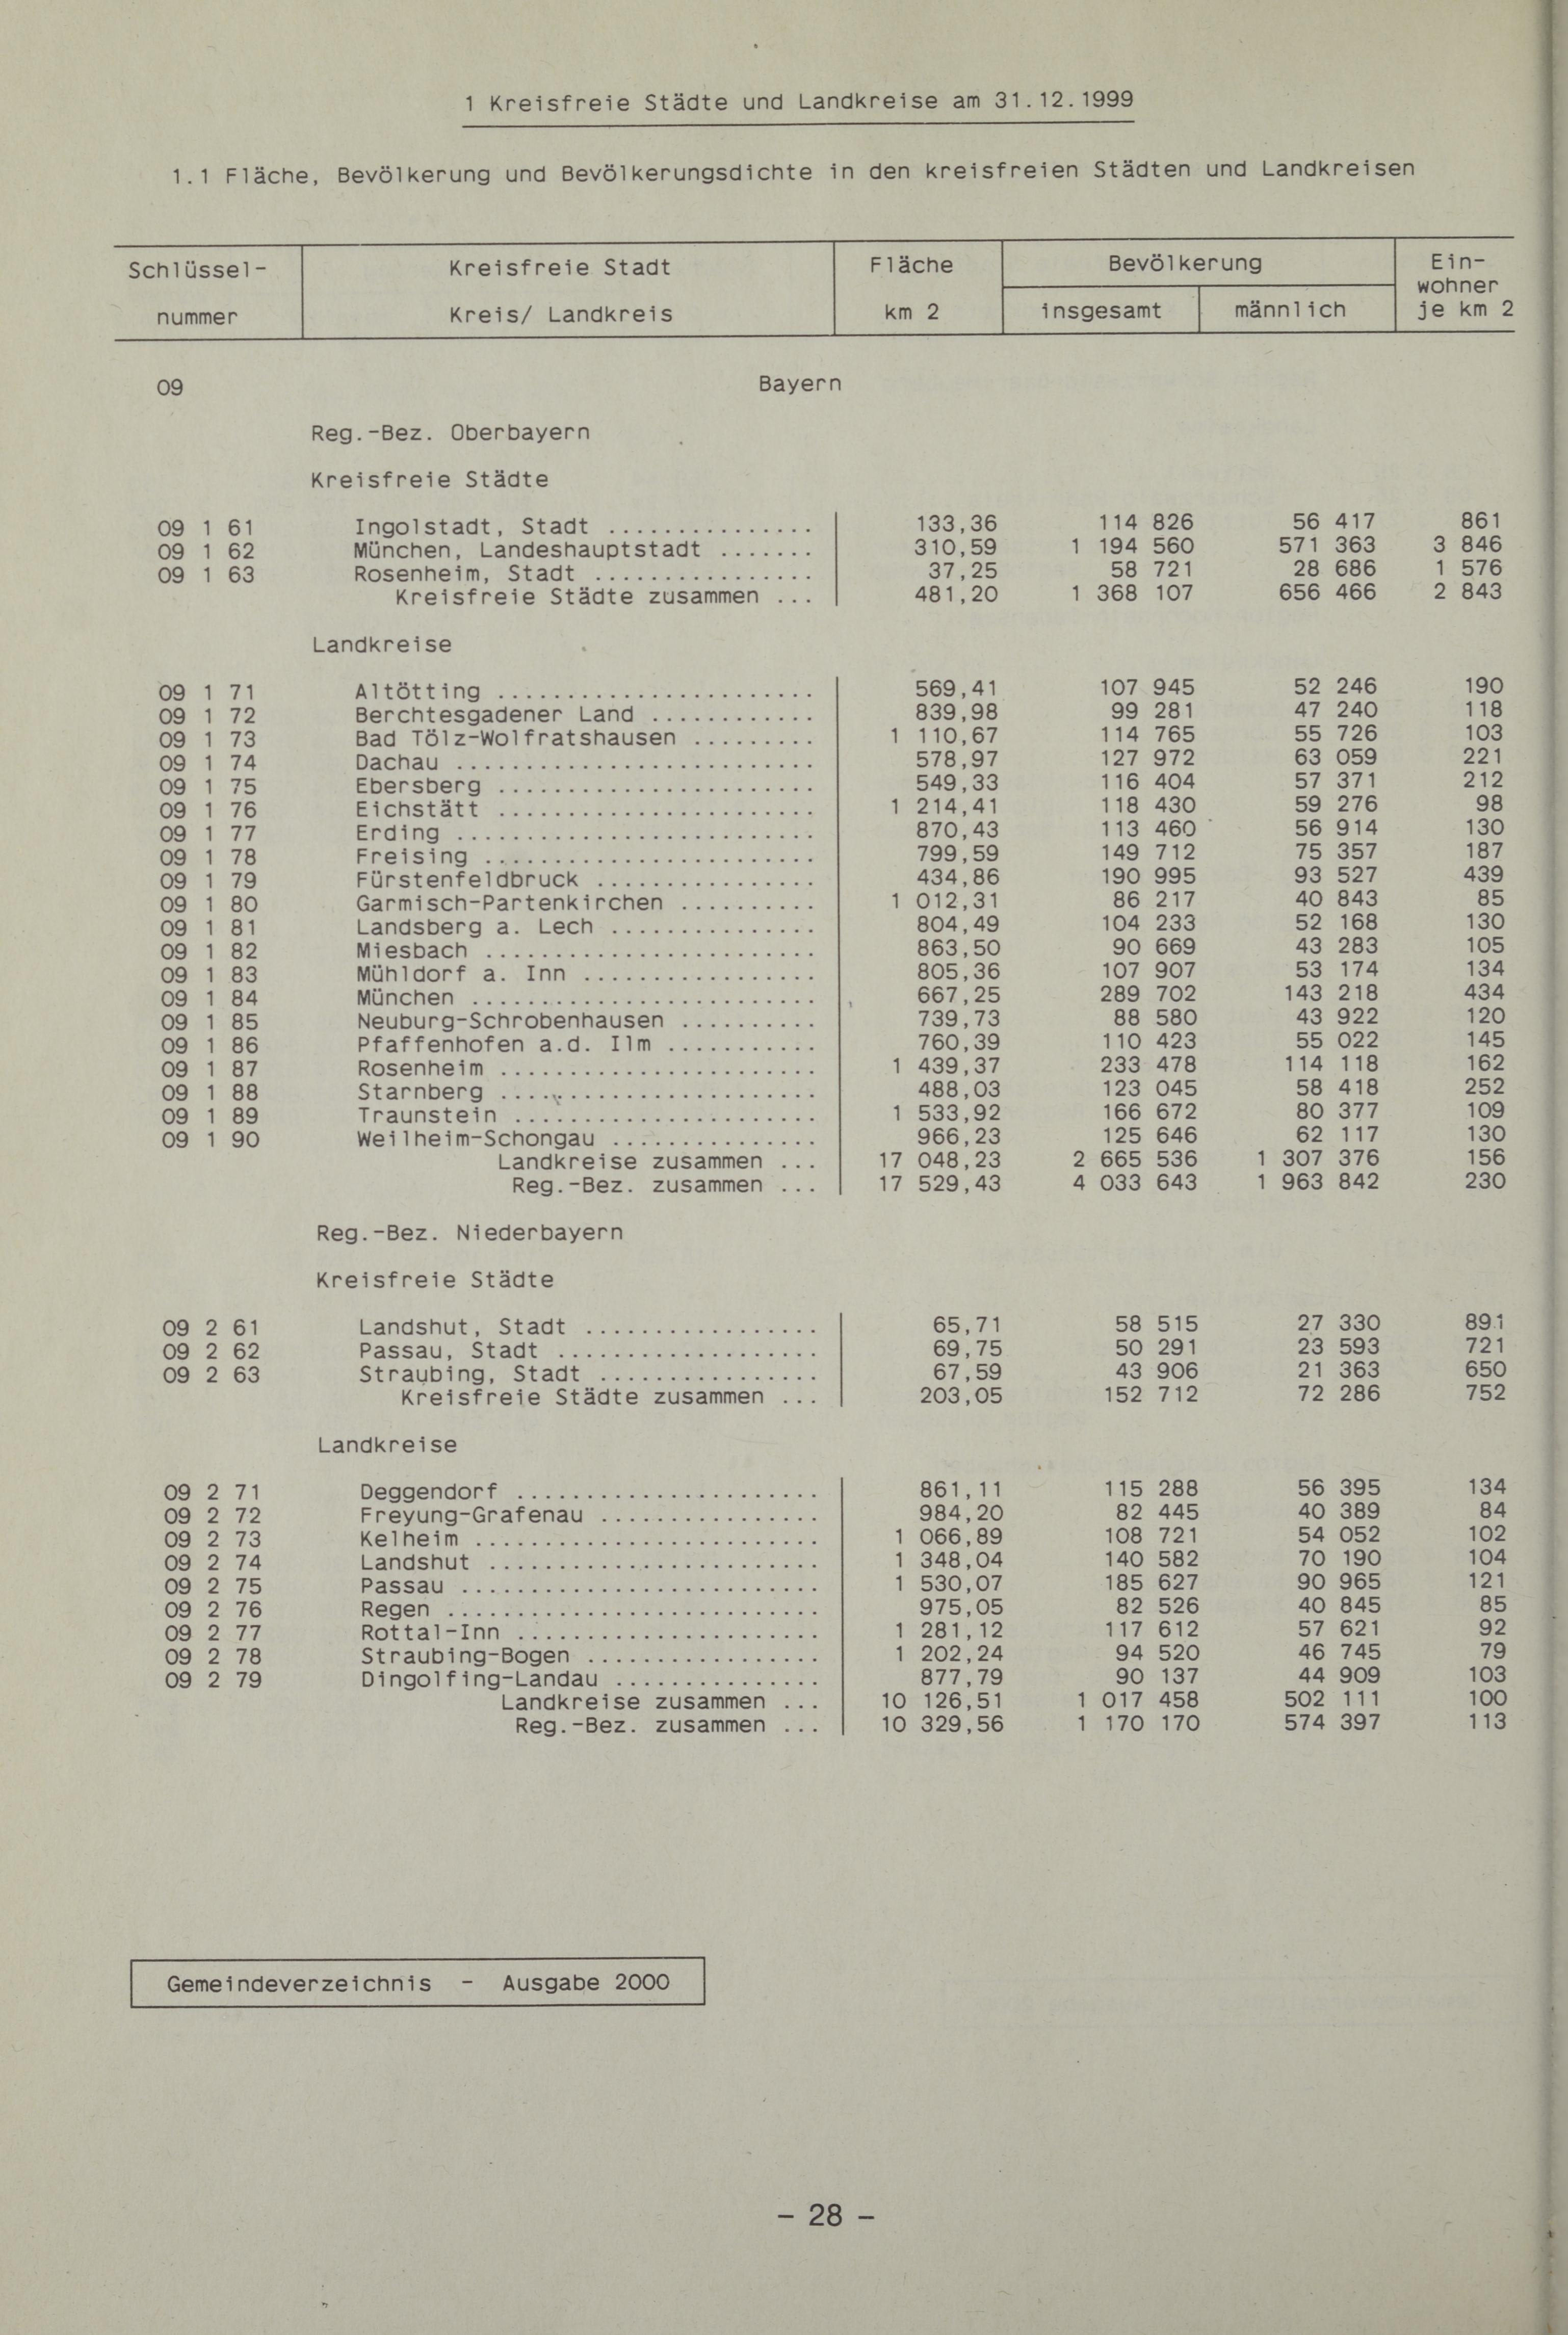 1 Kreisfreie Städte und Landkreise am 31.12.1999
1.1 Fläche, Bevölkerung und Bevölkerungsdichte in den kreisfreien Städten und Landkreisen
Schlüssel- Kreisfreie Stadt Fläche Bevölkerung Ein-
wohner
nummer Kreis/ Landkreis km 2 insgesamt männlich je km 2
09 Bayern
Reg.-Bez. Oberbayern
Kreisfreie Städte
09 1 61 Ingolstadt, Stadt ............... 133,36 114 826 56 417 861
09 1 62 München, Landeshauptstadt ....... 310,59 1 194 560 571 363 3 846
09 1 63 Rosenheim, Stadt ................ 37,25 58 721 28 686 1 576
Kreisfreie Städte zusammen ... 481,20 1 368 107 656 466 2 843
Landkreise
09 1 71 Altötting ....................... 569,41 107 945 52 246 190
09 1 72 Berchtesgadener Land ............ 839,98 99 281 47 240 118
09 1 73 Bad Tölz-Wolfratshausen ......... 1 110,67 114 765 55 726 103
09 1 74 Dachau .......................... 578,97 127 972 63 059 221
09 1 75 Ebersberg ....................... 549,33 116 404 57 371 212
09 1 76 Eichstätt ....................... 1 214,41 118 430 59 276 98
09 1 77 Erding .......................... 870,43 113 460 56 914 130
09 1 78 Freising ........................ 799,59 149 712 75 357 187
09 1 79 Fürstenfeldbruck ................ 434,86 190 995 93 527 439
09 1 80 Garmisch-Partenkirchen .......... 1 012,31 86 217 40 843 85
09 1 81 Landsberg a. Lech ............... 804,49 104 233 52 168 130
09 1 82 Miesbach ........................ 863,50 90 669 43 283 105
09 1 83 Mühldorf a. Inn ................. 805,36 107 907 53 174 134
09 1 84 München ......................... 667,25 289 702 143 218 434
09 1 85 Neuburg-Schrobenhausen .......... 739,73 88 580 43 922 120
09 1 86 Pfaffenhofen a.d. Ilm ........... 760,39 110 423 55 022 145
09 1 87 Rosenheim ....................... 1 439,37 233 478 114 118 162
09 1 88 Starnberg ....................... 488,03 123 045 58 418 252
09 1 89 Traunstein ...................... 1 533,92 166 672 80 377 109
09 1 90 Weilheim-Schongau ............... 966,23 125 646 62 117 130
Landkreise zusammen ... 17 048,23 2 665 536 1 307 376 156
Reg.-Bez. zusammen ... 17 529,43 4 033 643 1 963 842 230
Reg.-Bez. Niederbayern
Kreisfreie Städte
09 2 61 Landshut, Stadt ................. 65,71 58 515 27 330 891
09 2 62 Passau, Stadt ................... 69,75 50 291 23 593 721
09 2 63 Straubing, Stadt ................ 67,59 43 906 21 363 650
Kreisfreie Städte zusammen ... 203,05 152 712 72 286 752
Landkreise
09 2 71 Deggendorf ...................... 861,11 115 288 56 395 134
09 2 72 Freyung-Grafenau ................ 984,20 82 445 40 389 84
09 2 73 Kelheim ......................... 1 066,89 108 721 54 052 102
09 2 74 Landshut ........................ 1 348,04 140 582 70 190 104
09 2 75 Passau .......................... 1 530,07 185 627 90 965 121
09 2 76 Regen ........................... 975,05 82 526 40 845 85
09 2 77 Rottal-Inn ...................... 1 281,12 117 612 57 621 92
09 2 78 Straubing-Bogen ................. 1 202,24 94 520 46 745 79
09 2 79 Dingolfing-Landau ............... 877,79 90 137 44 909 103
Landkreise zusammen ... 10 126,51 1 017 458 502 111 100
Reg.-Bez. zusammen ... 10 329,56 1 170 170 574 397 113
Gemeindeverzeichnis - Ausgabe 2000
– 28 –